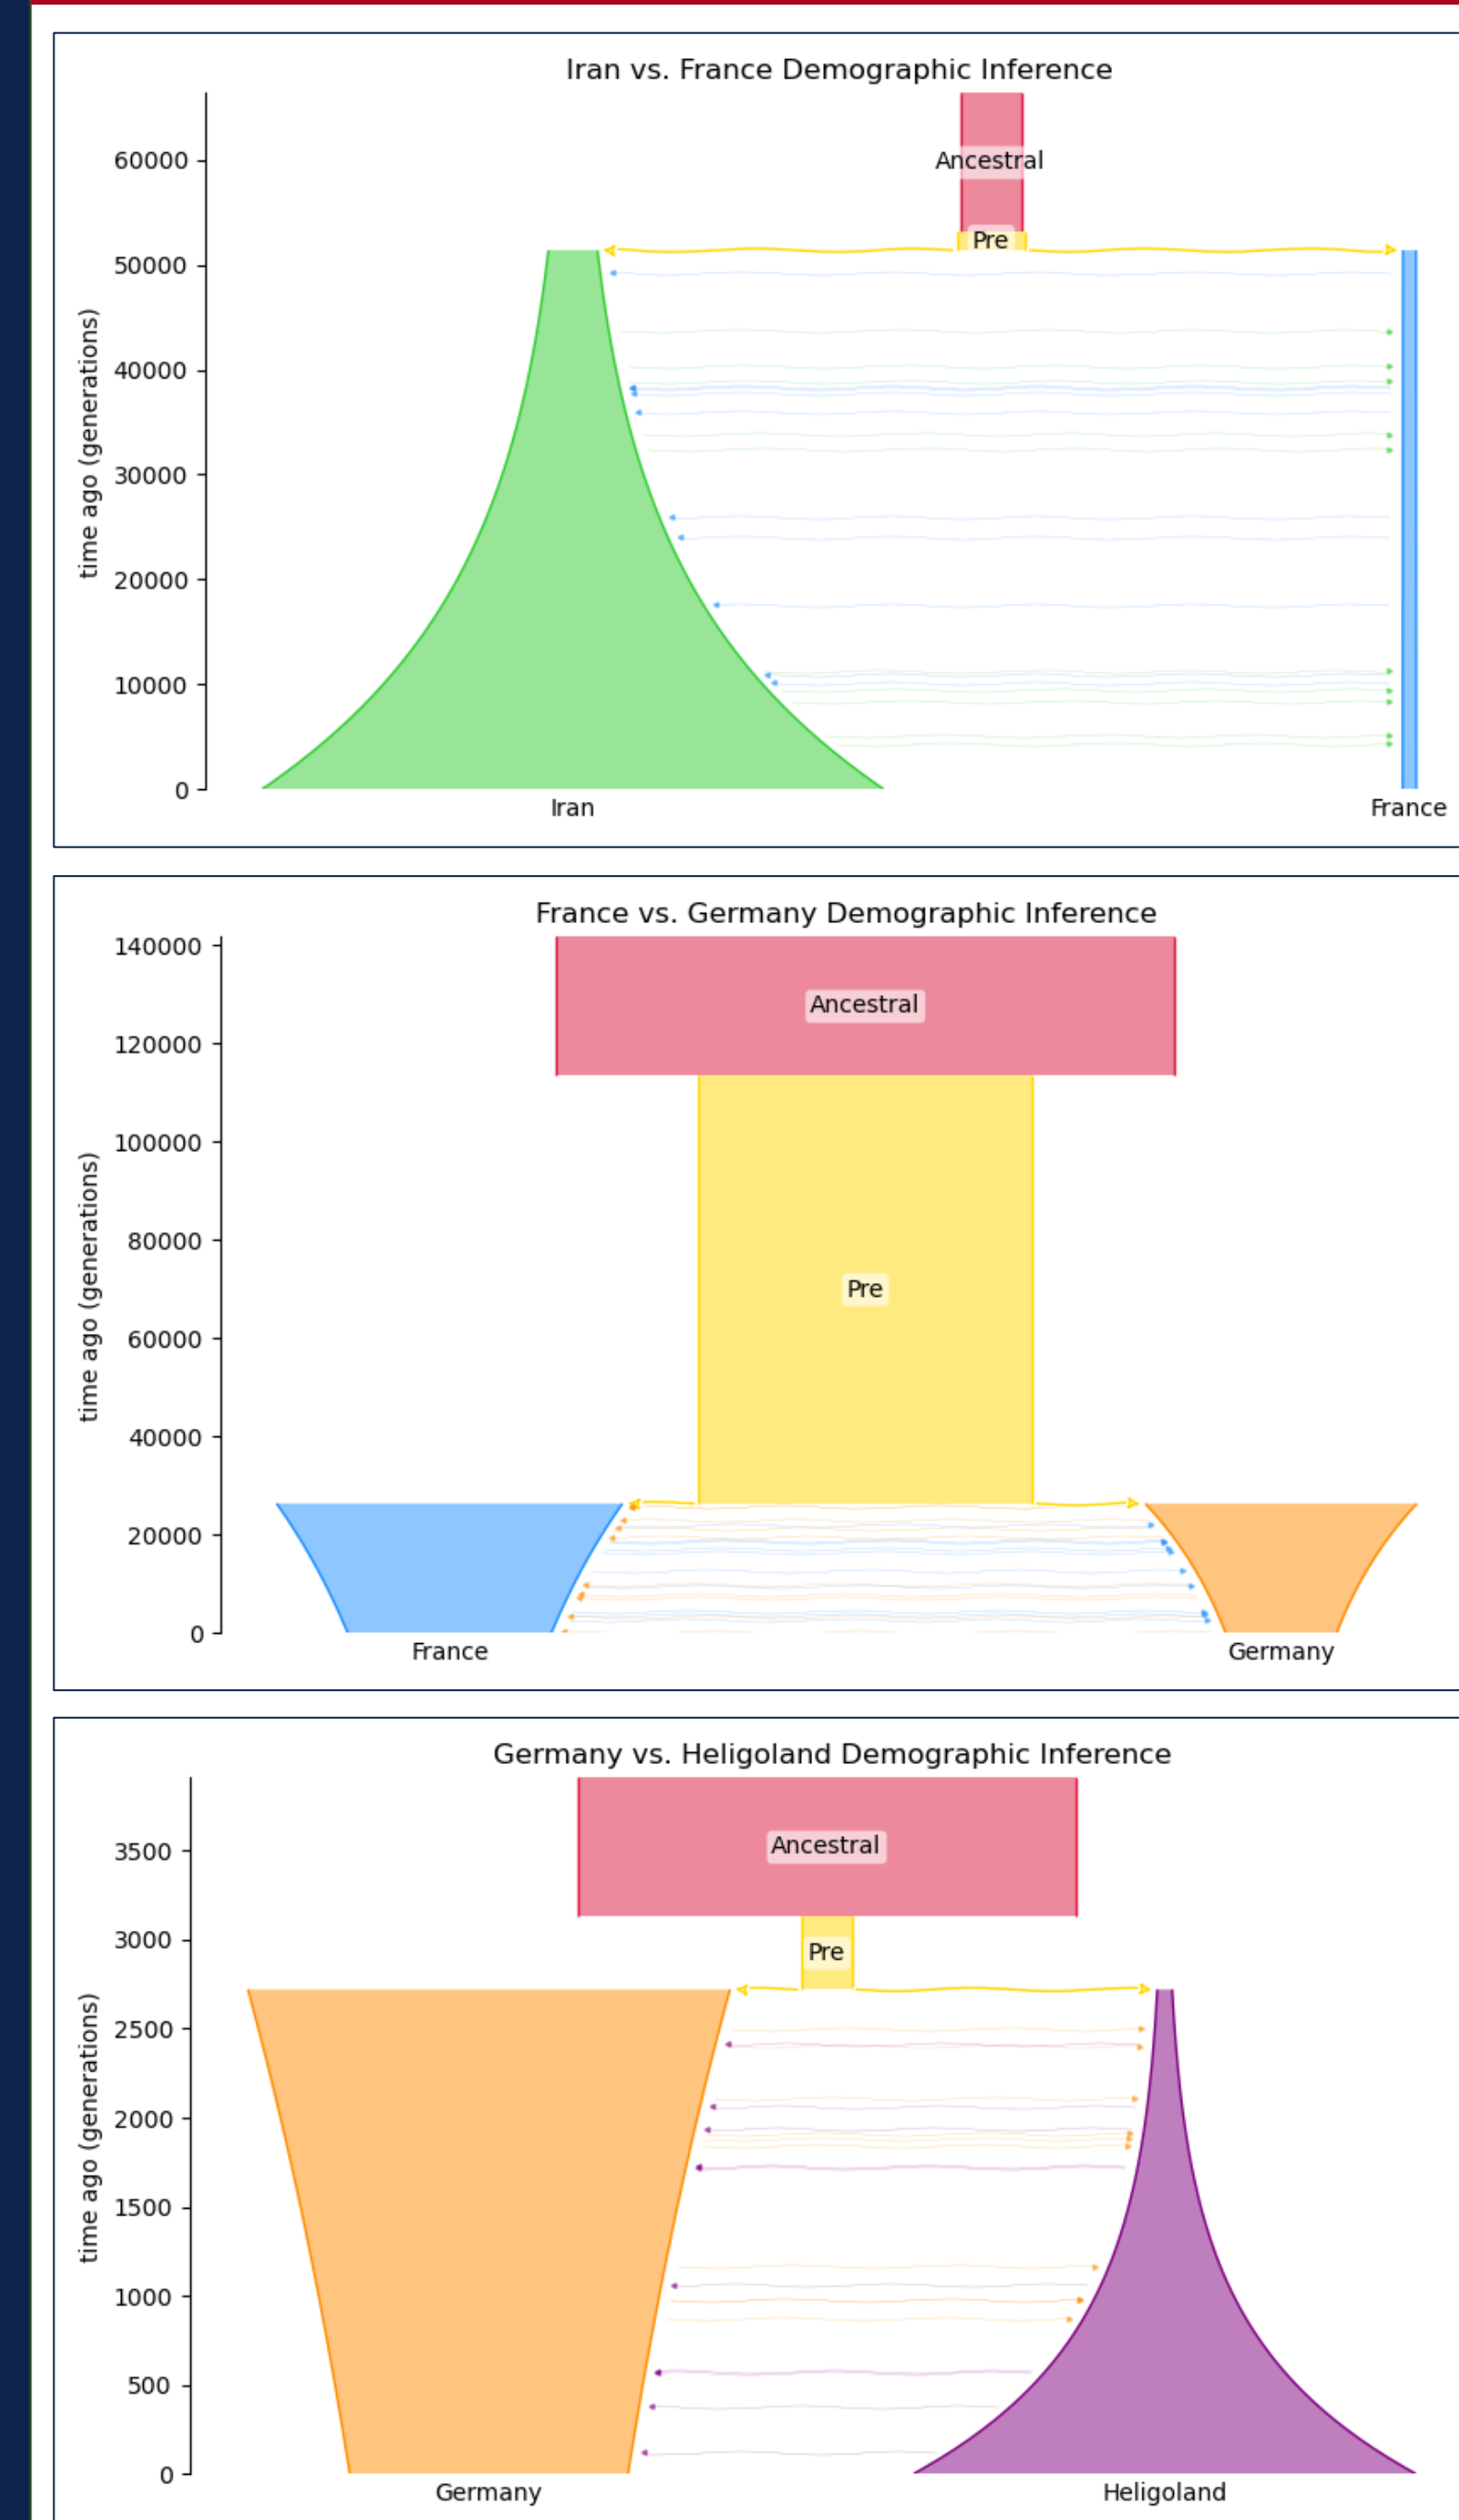 Iran vs. France Demographic Inference
time ago (generations)
60000
50000
40000
30000
20000
10000
0
Ancestral
Pre
Iran
France
France vs. Germany Demographic Inference
time ago (generations)
140000
120000
100000
80000
60000
40000
20000
0
Ancestral
Pre
France
Germany
Germany vs. Heligoland Demographic Inference
time ago (generations)
3500
3000
2500
2000
1500
1000
500
0
Ancestral
Pre
Germany
Heligoland